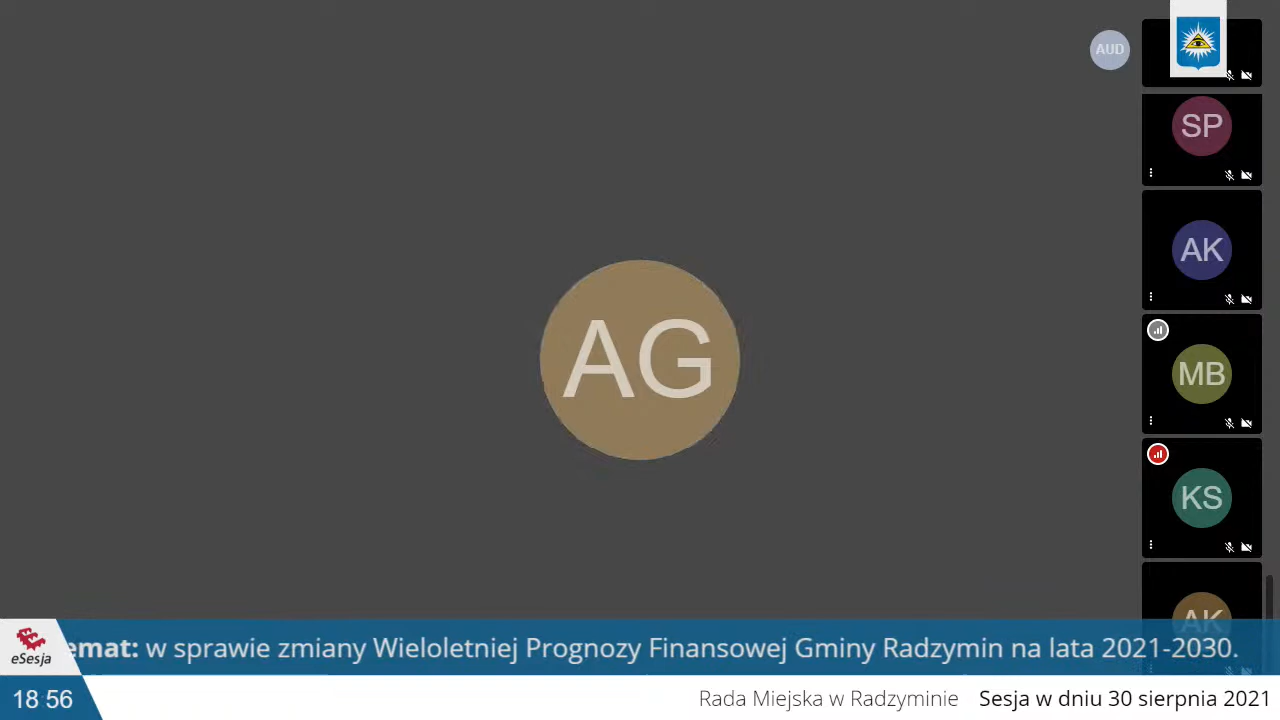 AUD
SP
AK
MB
KS
AG
AK
emat: w sprawie zmiany Wieloletniej Prognozy Finansowej Gminy Radzymin na lata 2021-2030.
eSesja
18 56
Rada Miejska w Radzyminie Sesja w dniu 30 sierpnia 2021